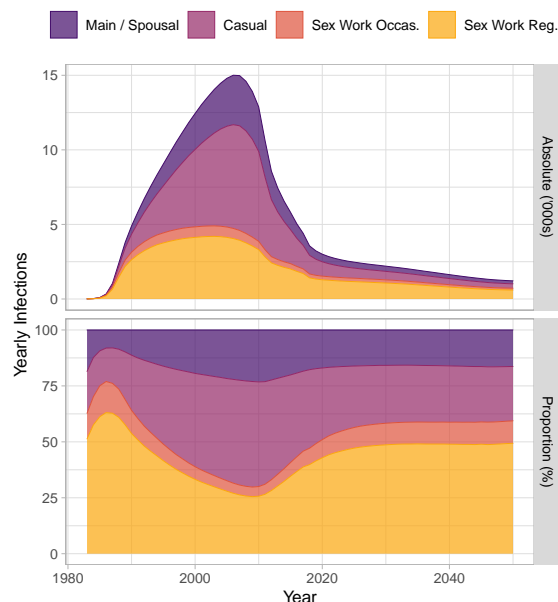 Main / Spousal Casual Sex Work Occas. Sex Work Reg.
15
10
5
0
Absolute ('000s)
Yearly Infections
100
75
50
25
0
Proportion (%)
1980 2000 2020 2040
Year